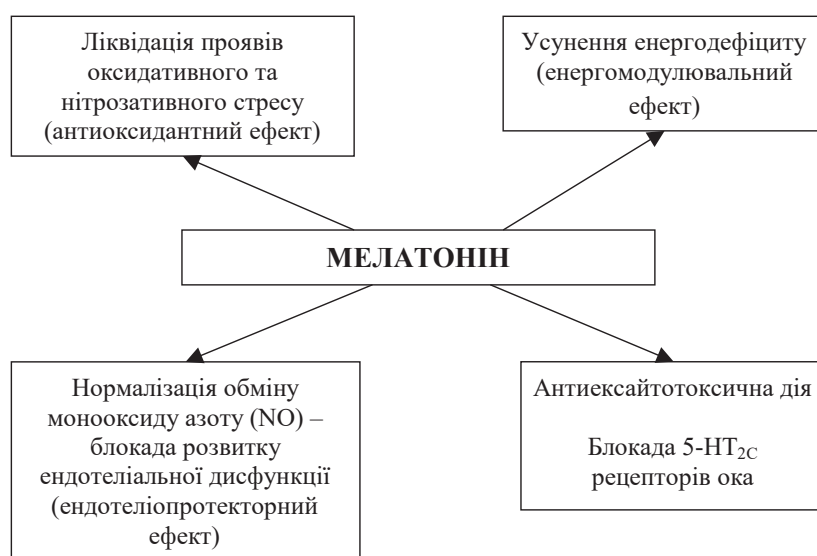 Ліквідація проявів
оксидативного та
нітрозативного стресу
(антиоксидантний ефект)
Усунення енергодефіциту
(енергомодулювальний
ефект)
МЕЛАТОНІН
Нормалізація обміну
монооксиду азоту (NO) –
блокада розвитку
ендотеліальної дисфункції
(ендотеліопротекторний
ефект)
Антиексайтотоксична дія
Блокада 5-HT2C
рецепторів ока